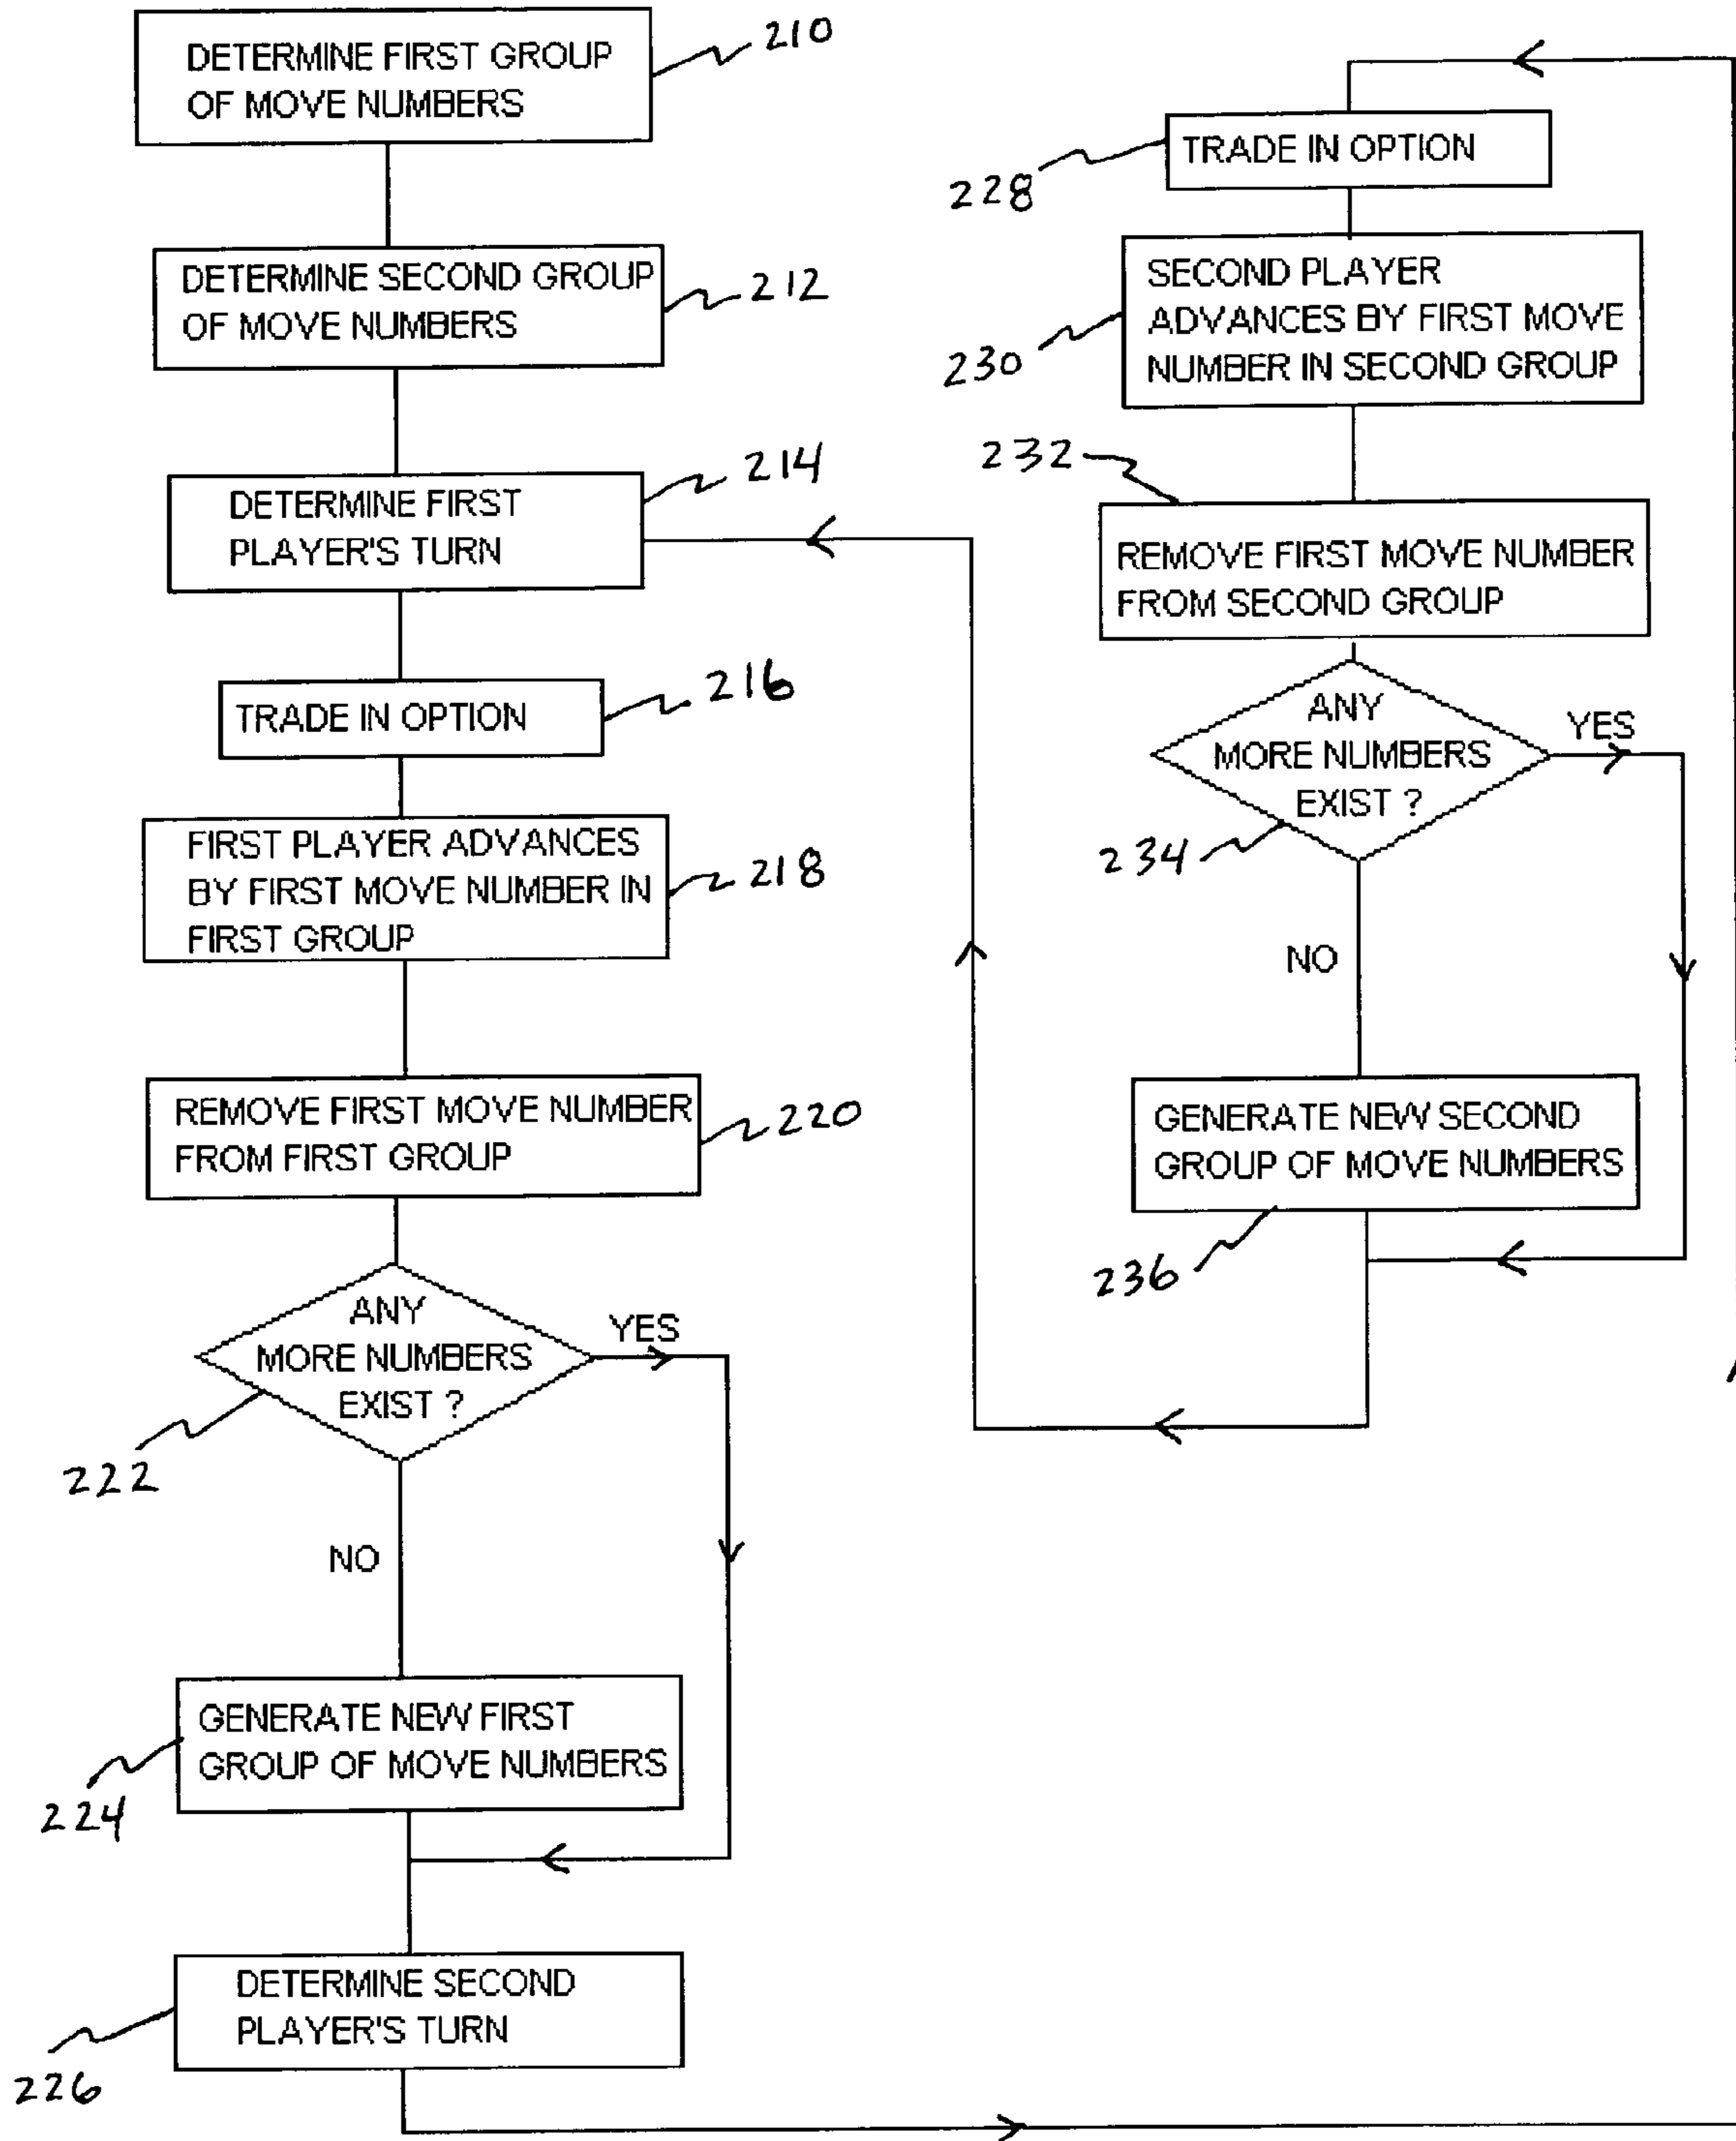 DETERMINE FIRST GROUP
OF MOVE NUMBERS
210
DETERMINE SECOND GROUP
OF MOVE NUMBERS
212
DETERMINE FIRST
PLAYER'S TURN
214
TRADE IN OPTION
216
FIRST PLAYER ADVANCES
BY FIRST MOVE NUMBER IN
FIRST GROUP
218
REMOVE FIRST MOVE NUMBER
FROM FIRST GROUP
220
ANY
MORE NUMBERS
EXIST ?
YES
222
NO
GENERATE NEW FIRST
GROUP OF MOVE NUMBERS
224
DETERMINE SECOND
PLAYER'S TURN
226
TRADE IN OPTION
228
SECOND PLAYER
ADVANCES BY FIRST MOVE
NUMBER IN SECOND GROUP
230
232
REMOVE FIRST MOVE NUMBER
FROM SECOND GROUP
ANY
MORE NUMBERS
EXIST ?
YES
234
NO
GENERATE NEW SECOND
GROUP OF MOVE NUMBERS
236